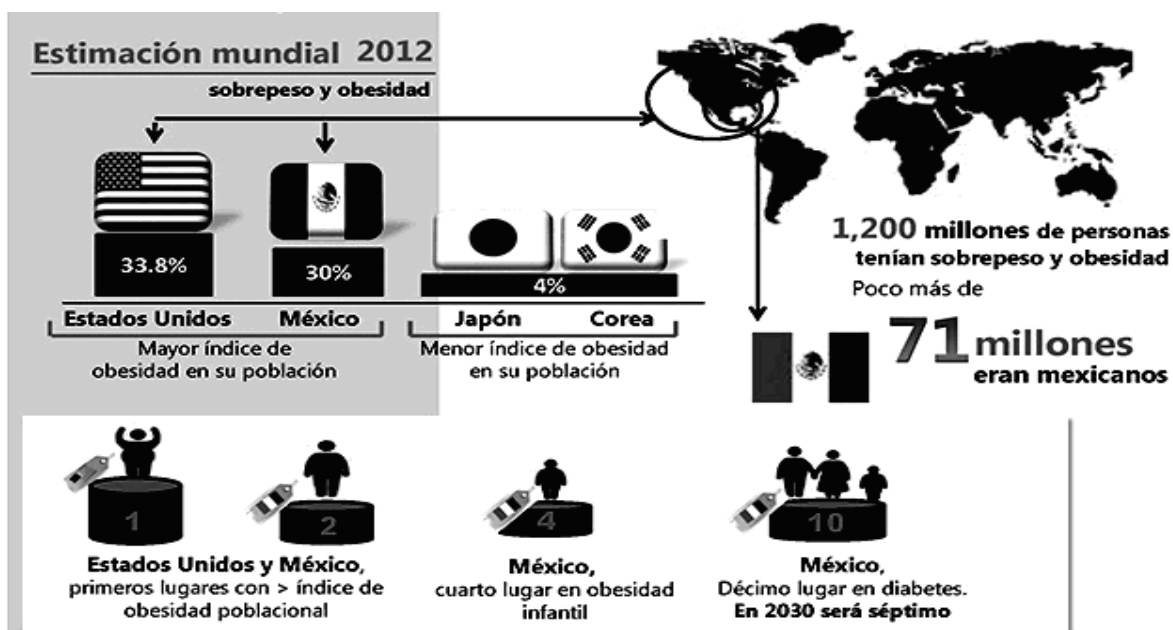 Estimación mundial 2012
sobrepeso y obesidad
33.8%
30%
4%
Estados Unidos
México
Japón
Corea
Mayor índice de
obesidad en su población
Menor índice de obesidad
en su población
1,200 millones de personas
tenían sobrepeso y obesidad
Poco más de
71 millones
eran mexicanos
1
2
4
10
Estados Unidos y México,
primeros lugares con > índice de
obesidad poblacional
México,
cuarto lugar en obesidad
infantil
México,
Décimo lugar en diabetes.
En 2030 será séptimo